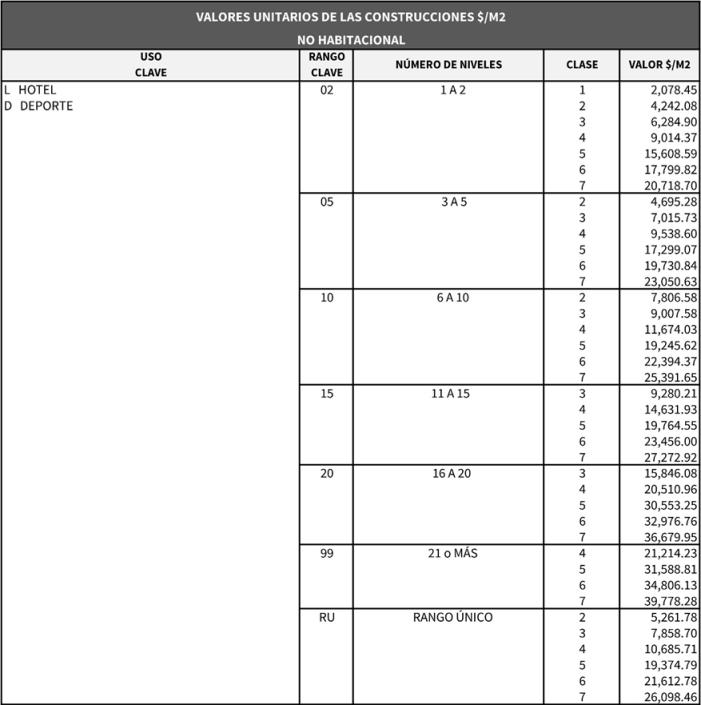 VALORES UNITARIOS DE LAS CONSTRUCCIONES $/M2
NO HABITACIONAL
USO CLAVE RANGO CLAVE NÚMERO DE NIVELES CLASE VALOR $/M2
L HOTEL 02 1 A 2 1 2,078.45
D DEPORTE 2 4,242.08
3 6,284.90
4 9,014.37
5 15,608.59
6 17,799.82
7 20,718.70
05 3 A 5 2 4,695.28
3 7,015.73
4 9,538.60
5 17,299.07
6 19,730.84
7 23,050.63
10 6 A 10 2 7,806.58
3 9,007.58
4 11,674.03
5 19,245.62
6 22,394.37
7 25,391.65
15 11 A 15 3 9,280.21
4 14,631.93
5 19,764.55
6 23,456.00
7 27,272.92
20 16 A 20 3 15,846.08
4 20,510.96
5 30,553.25
6 32,976.76
7 36,679.95
99 21 o MÁS 4 21,214.23
5 31,588.81
6 34,806.13
7 39,778.28
RU RANGO ÚNICO 2 5,261.78
3 7,858.70
4 10,685.71
5 19,374.79
6 21,612.78
7 26,098.46